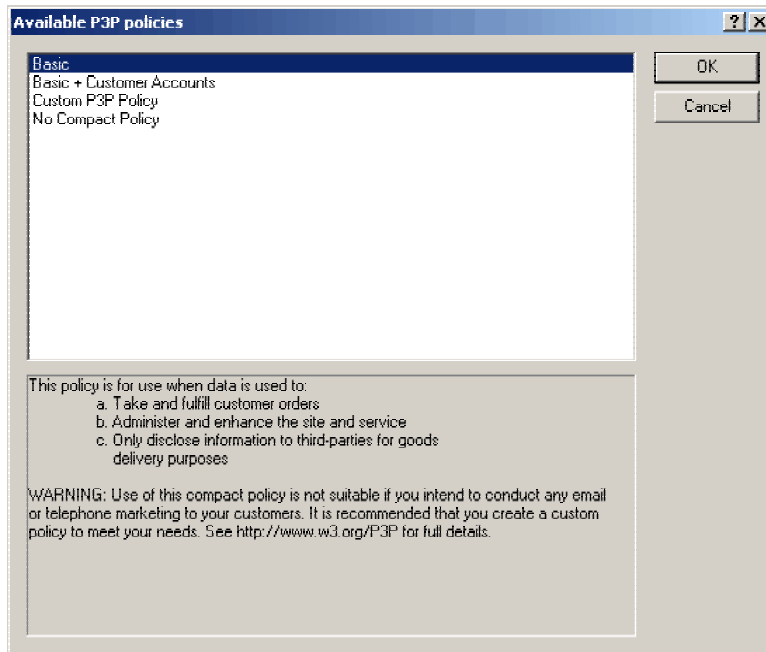 Available P3P policies
Basic
Basic + Customer Accounts
Custom P3P Policy
No Compact Policy
OK
Cancel
This policy is for use when data is used to:
a. Take and fulfill customer orders
b. Administer and enhance the site and service
c. Only disclose information to third-parties for goods
delivery purposes
WARNING: Use of this compact policy is not suitable if you intend to conduct any email
or telephone marketing to your customers. It is recommended that you create a custom
policy to meet your needs. See http://www.w3.org/P3P for full details.